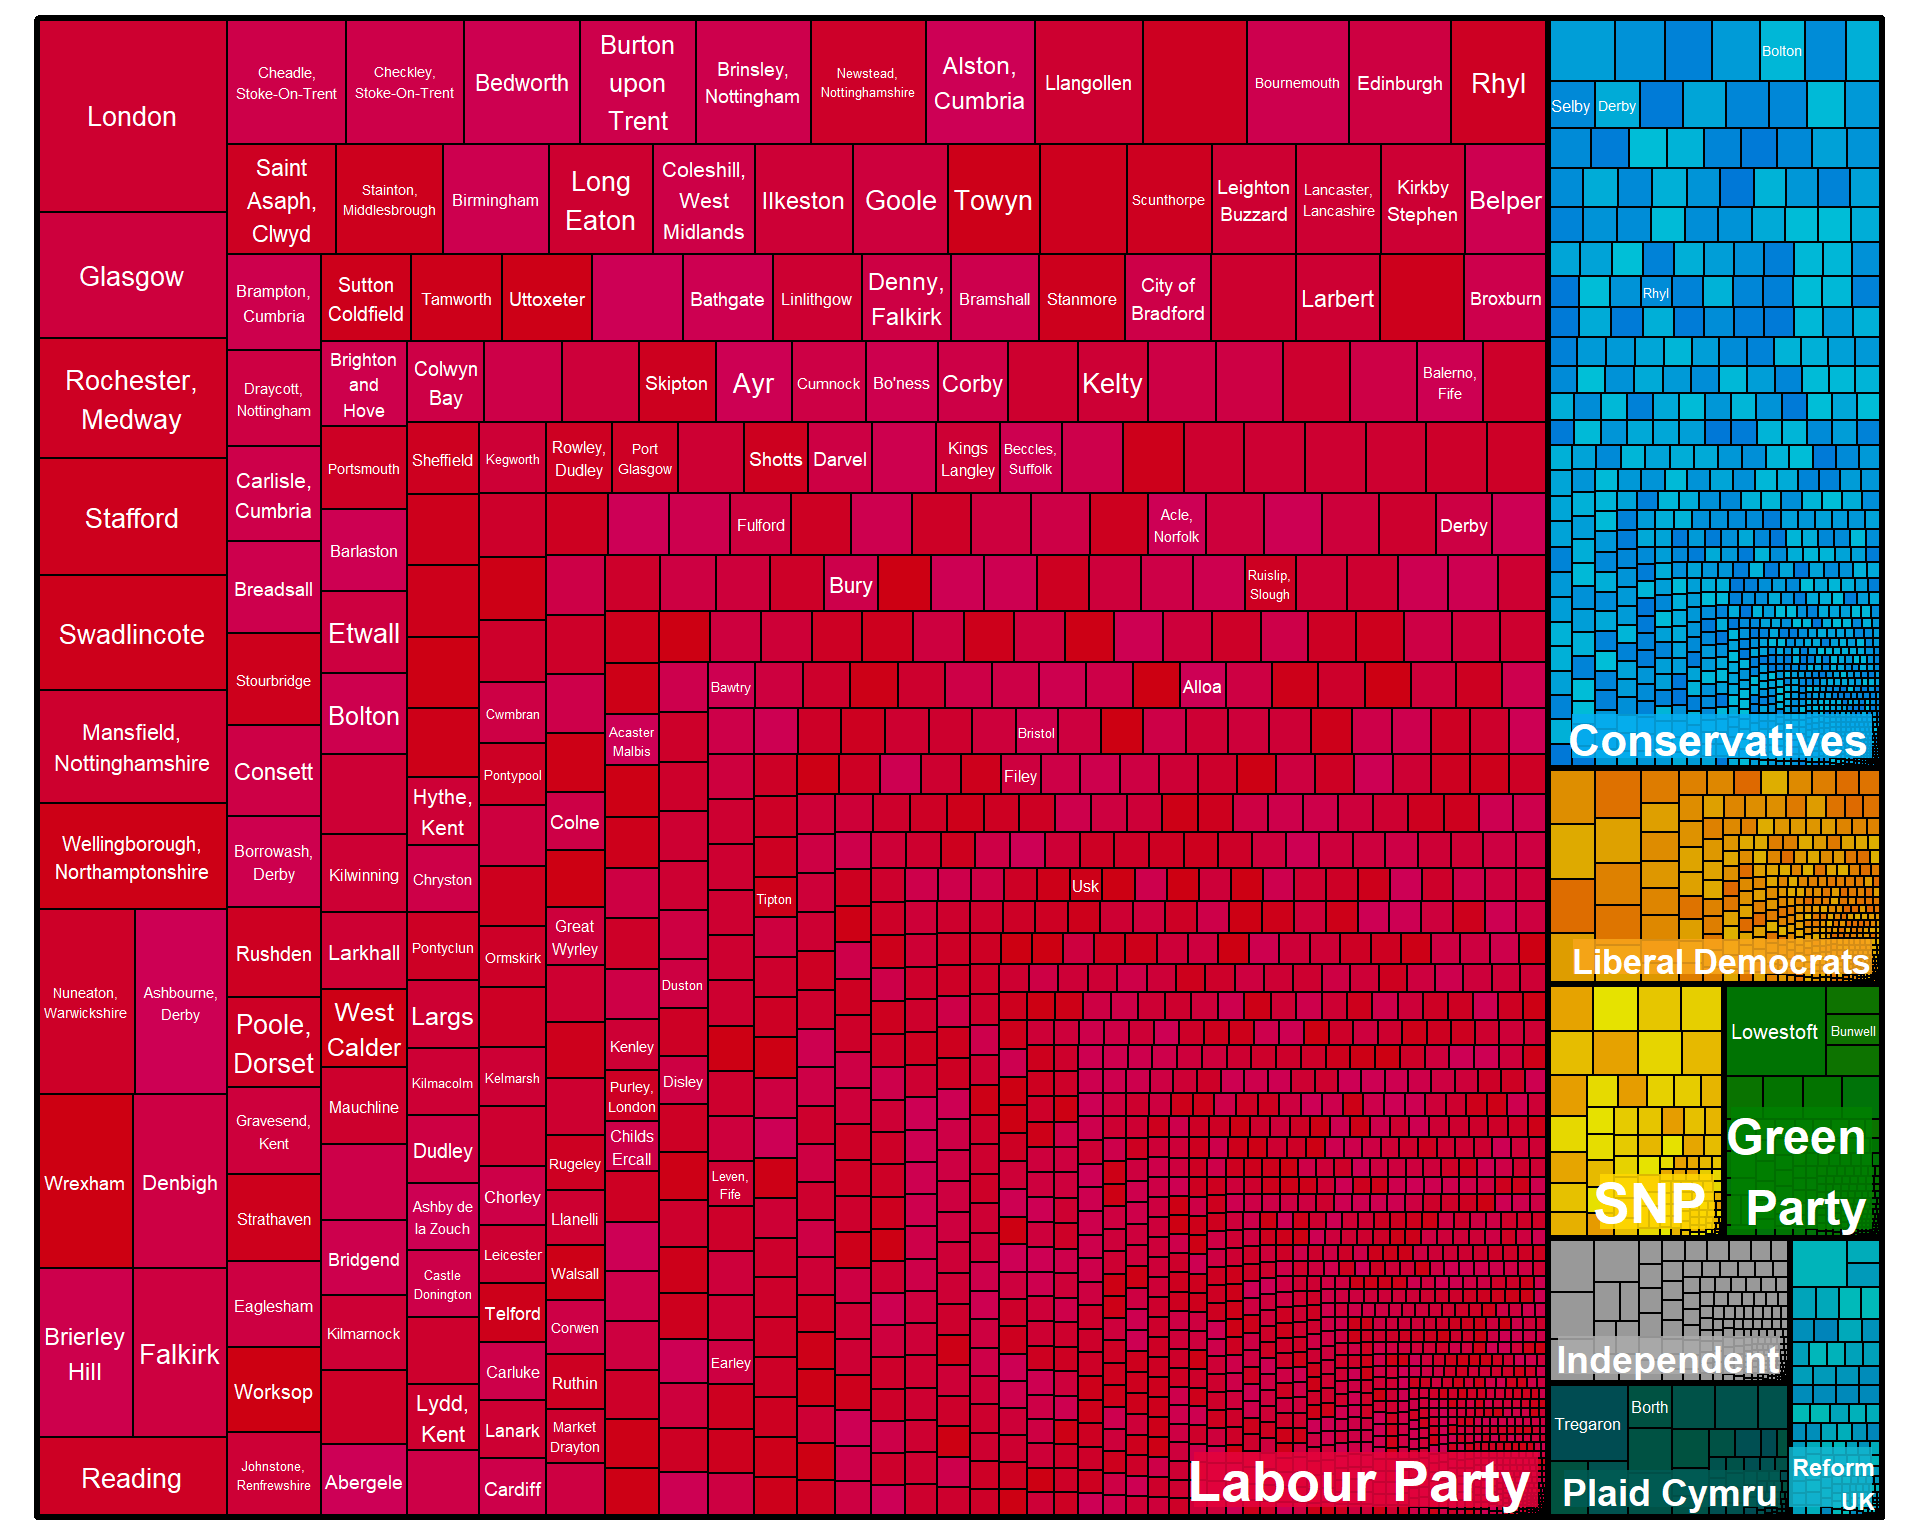 London
Glasgow
Rochester,
Medway
Stafford
Swadlincote
Mansfield,
Nottinghamshire
Wellingborough,
Northamptonshire
Nuneaton,
Warwickshire
Ashbourne,
Derby
Wrexham
Denbigh
Brierley
Hill
Falkirk
Reading
Cheadle,
Stoke-On-Trent
Checkley,
Stoke-On-Trent
Bedworth
Burton
upon
Trent
Brinsley,
Nottingham
Newstead,
Nottinghamshire
Alston,
Cumbria
Llangollen
Bournemouth
Edinburgh
Rhyl
Saint
Asaph,
Clwyd
Stainton,
Middlesbrough
Birmingham
Long
Eaton
Coleshill,
West
Midlands
Ilkeston
Goole
Towyn
Scunthorpe
Leighton
Buzzard
Lancaster,
Lancashire
Kirkby
Stephen
Belper
Brampton,
Cumbria
Draycott,
Nottingham
Carlisle,
Cumbria
Breadsall
Stourbridge
Consett
Borrowash,
Derby
Rushden
Poole,
Dorset
Gravesend,
Kent
Strathaven
Eaglesham
Worksop
Johnstone,
Renfrewshire
Sutton
Coldfield
Tamworth
Uttoxeter
Bathgate
Linlithgow
Denny,
Falkirk
Bramshall
Stanmore
City of
Bradford
Larbert
Broxburn
Brighton
and
Hove
Portsmouth
Barlaston
Etwall
Bolton
Kilwinning
Larkhall
West
Calder
Mauchline
Bridgend
Kilmarnock
Abergele
Colwyn
Bay
Skipton
Ayr
Cumnock
Bo'ness
Corby
Kelty
Balerno,
Fife
Sheffield
Hythe,
Kent
Chryston
Pontyclun
Largs
Kilmacolm
Dudley
Ashby de
la Zouch
Castle
Donington
Lydd,
Kent
Kegworth
Rowley,
Dudley
Port
Glasgow
Shotts
Darvel
Kings
Langley
Beccles,
Suffolk
Cwmbran
Pontypool
Ormskirk
Kelmarsh
Chorley
Leicester
Telford
Carluke
Lanark
Cardiff
Fulford
Acle,
Norfolk
Derby
Colne
Great
Wyrley
Rugeley
Llanelli
Walsall
Corwen
Ruthin
Market
Drayton
Bury
Ruislip,
Slough
Acaster
Malbis
Kenley
Purley,
London
Childs
Ercall
Duston
Disley
Bawtry
Alloa
Leven,
Fife
Earley
Bristol
Filey
Tipton
Usk
Labour Party
Bolton
Selby
Derby
Rhyl
Conservatives
Liberal Democrats
SNP
Lowestoft
Bunwell
Green
Party
Independent
Tregaron
Borth
Plaid Cymru
Reform
UK